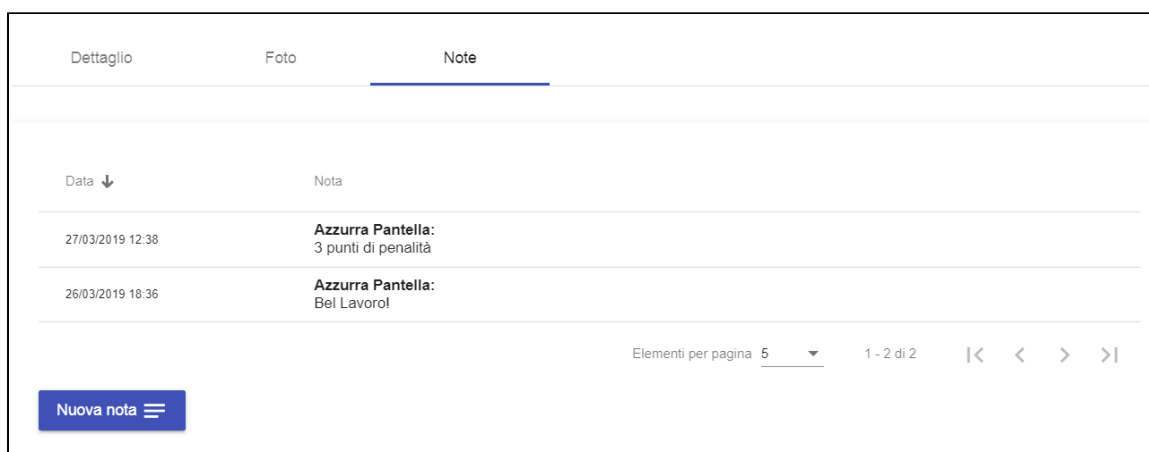 Dettaglio Foto Note
Data Nota
27/03/2019 12:38 Azzurra Pantella:
3 punti di penalità
26/03/2019 18:36 Azzurra Pantella:
Bel Lavoro!
Elementi per pagina 5 1 - 2 di 2
Nuova nota